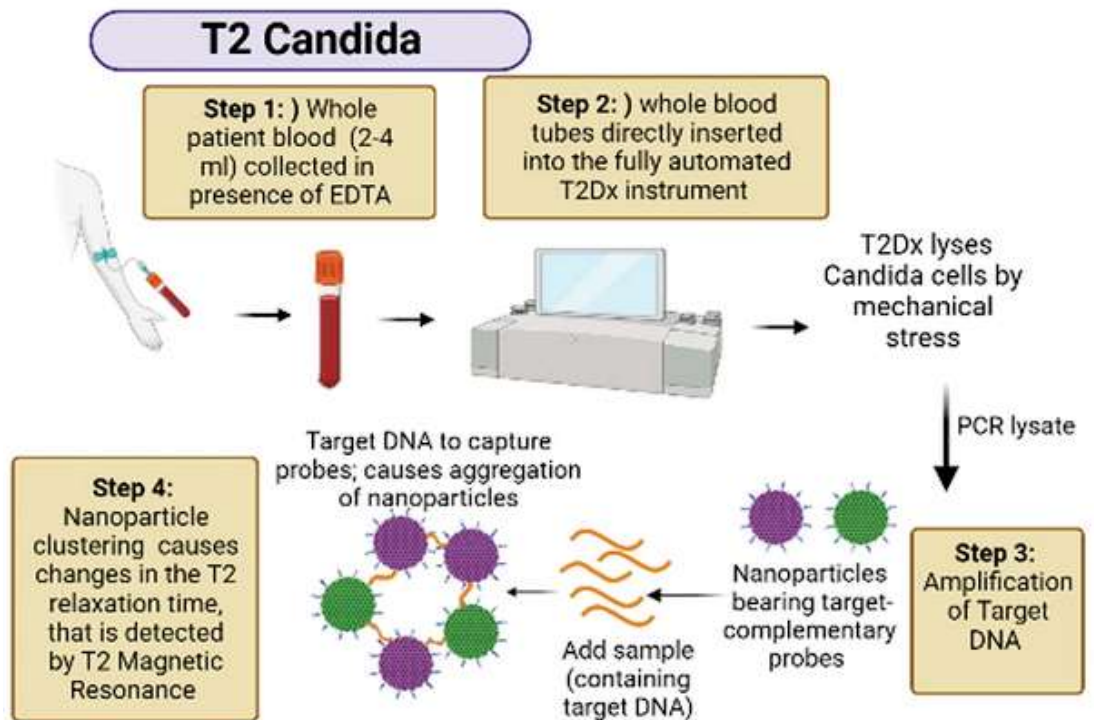 T2 Candida
Step 1: ) Whole
patient blood (2-4
ml) collected in
presence of EDTA
Step 2: ) whole blood
tubes directly inserted
into the fully automated
T2Dx instrument
T2Dx lyses
Candida cells by
mechanical
stress
PCR lysate
Step 3:
Amplification
of Target
DNA
Nanoparticles
bearing target-
complementary
probes
Add sample
(containing
target DNA)
Target DNA to capture
probes; causes aggregation
of nanoparticles
Step 4:
Nanoparticle
clustering causes
changes in the T2
relaxation time,
that is detected
by T2 Magnetic
Resonance